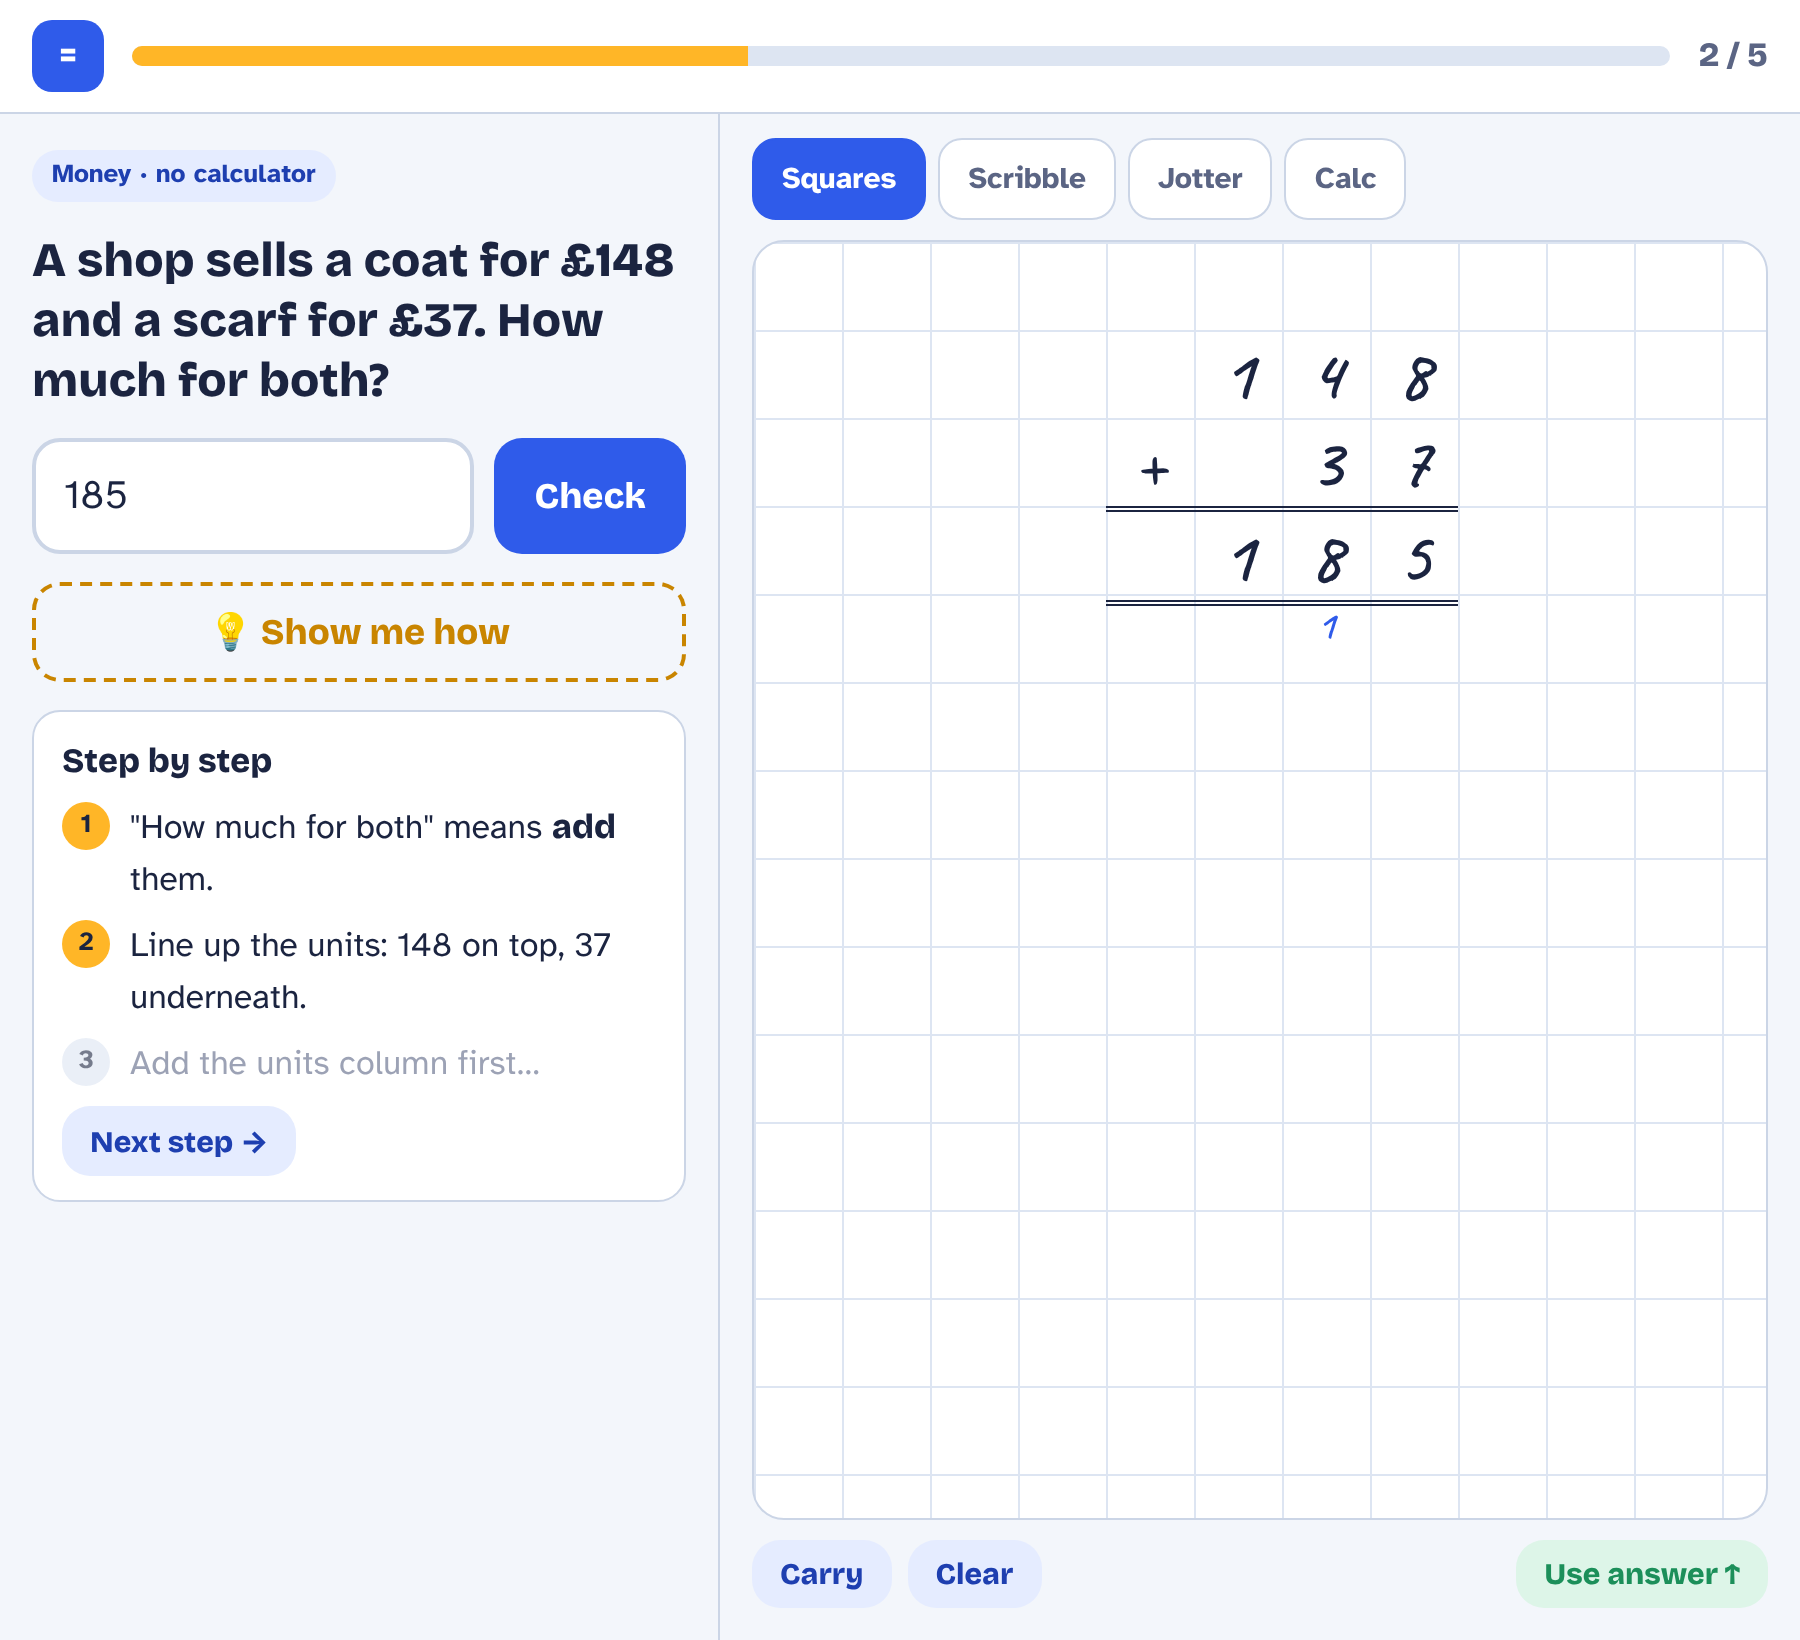 =
2 / 5
Money · no calculator
A shop sells a coat for £148
and a scarf for £37. How
much for both?
185
Check
💡 Show me how
Step by step
1 "How much for both" means add
them.
2 Line up the units: 148 on top, 37
underneath.
3 Add the units column first...
Next step →
Squares Scribble Jotter Calc
1 4 8
+ 3 7
1 8 5
1
Carry Clear Use answer ↑